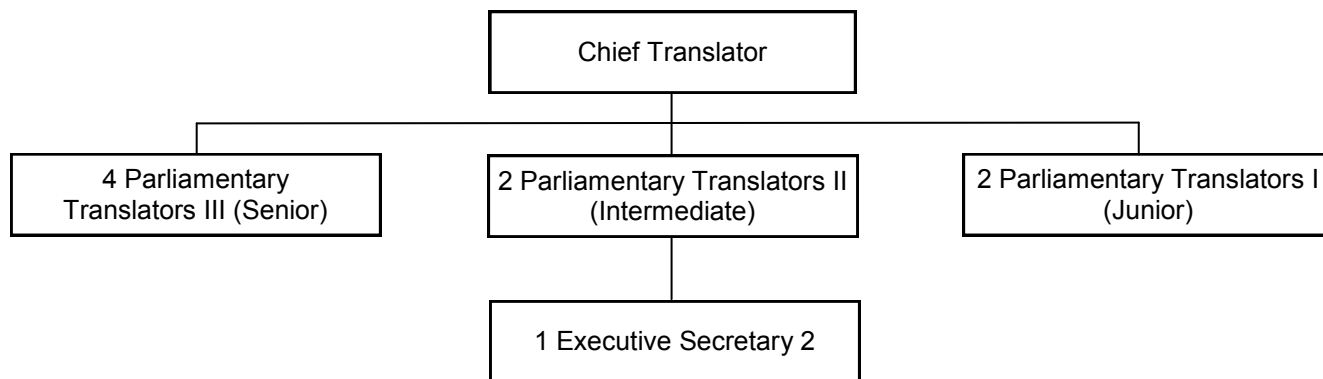 Chief Translator
4 Parliamentary
Translators III (Senior)
2 Parliamentary Translators II
(Intermediate)
2 Parliamentary Translators I
(Junior)
1 Executive Secretary 2